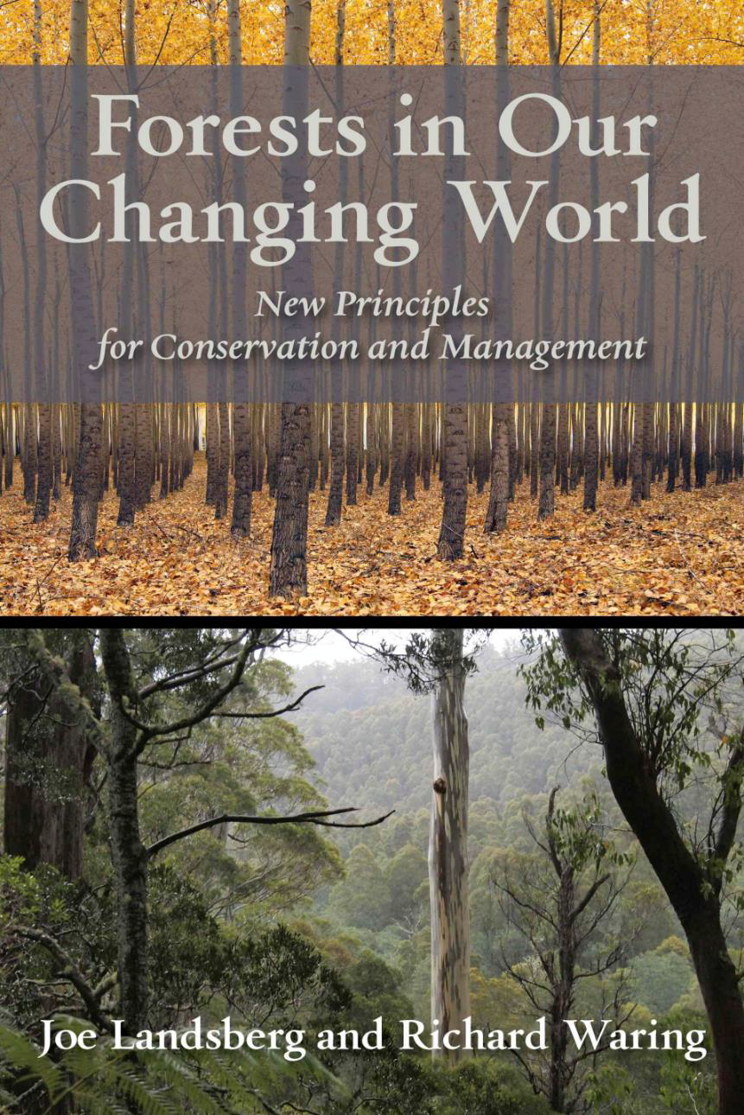 Forests in Our
Changing World
New Principles
for Conservation and Management
Joe Landsberg and Richard Waring